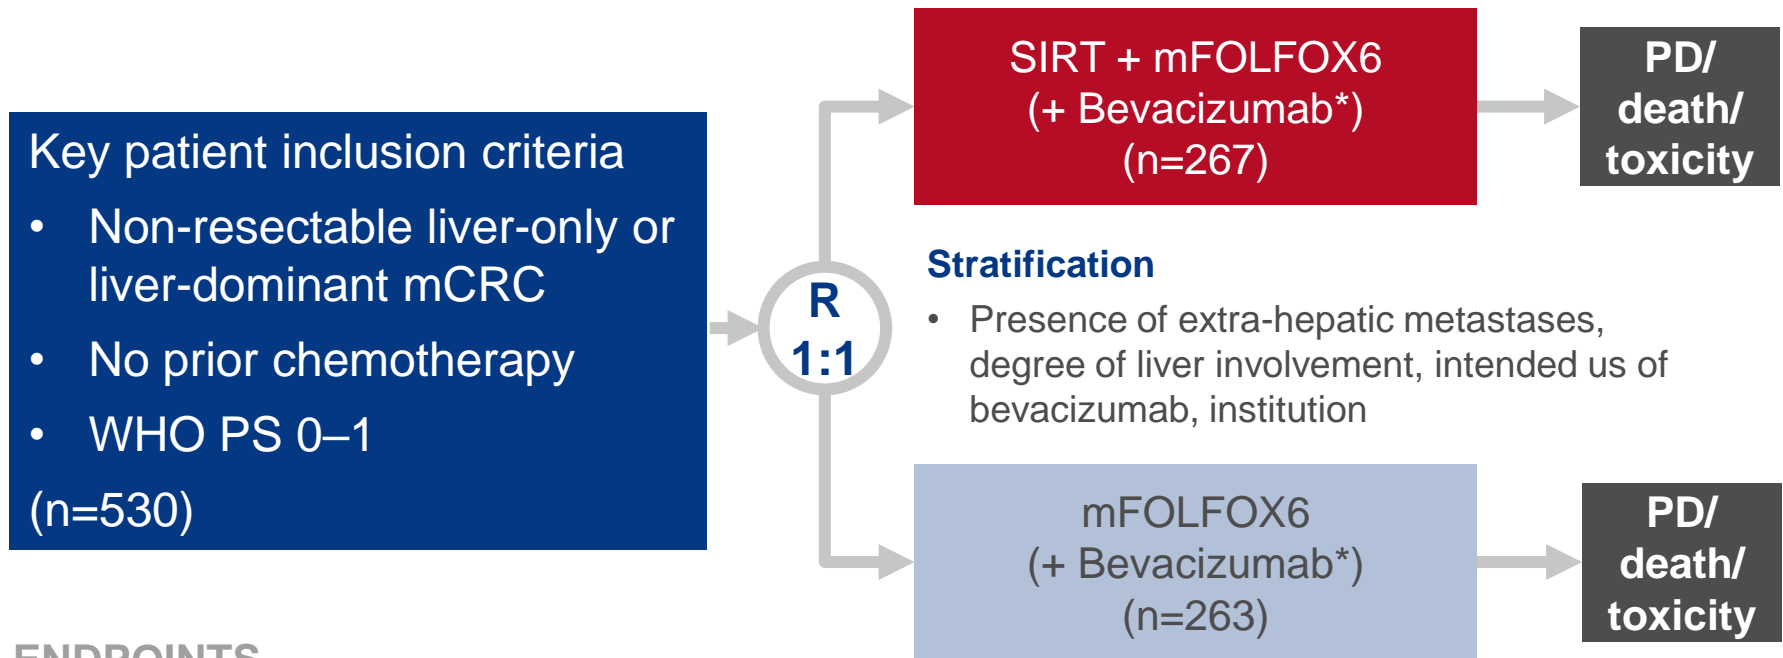 Key patient inclusion criteria
• Non-resectable liver-only or
liver-dominant mCRC
• No prior chemotherapy
• WHO PS 0–1
(n=530)
R
1:1
SIRT + mFOLFOX6
(+ Bevacizumab*)
(n=267)
PD/
death/
toxicity
Stratification
• Presence of extra-hepatic metastases,
degree of liver involvement, intended us of
bevacizumab, institution
mFOLFOX6
(+ Bevacizumab*)
(n=263)
PD/
death/
toxicity
ENDPOINTS